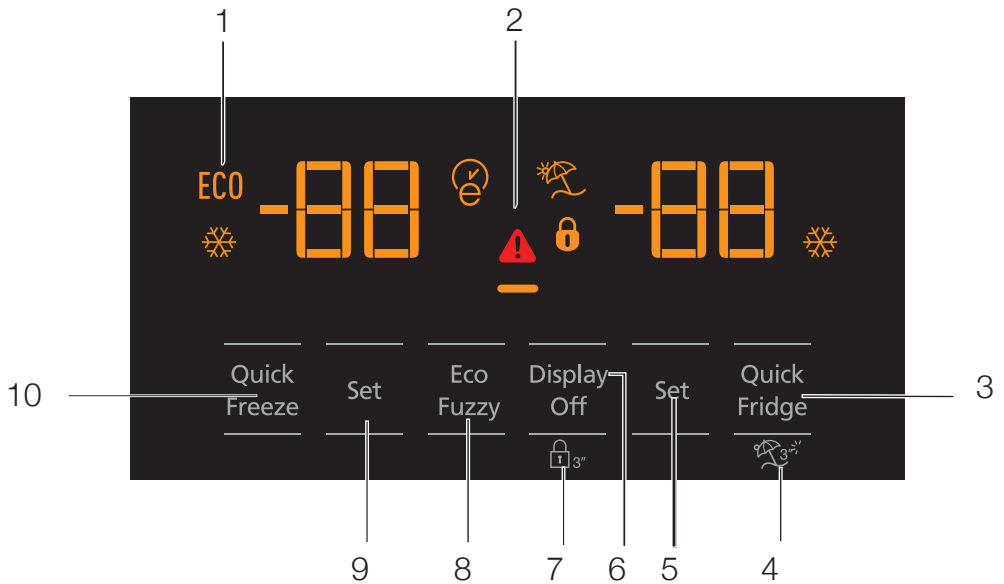 1
2
ECO
-88
e
-88
Quick
Freeze
Set
Eco
Fuzzy
Display
Off
Set
Quick
Fridge
10
3
3"
3"
9
8
7
6
5
4